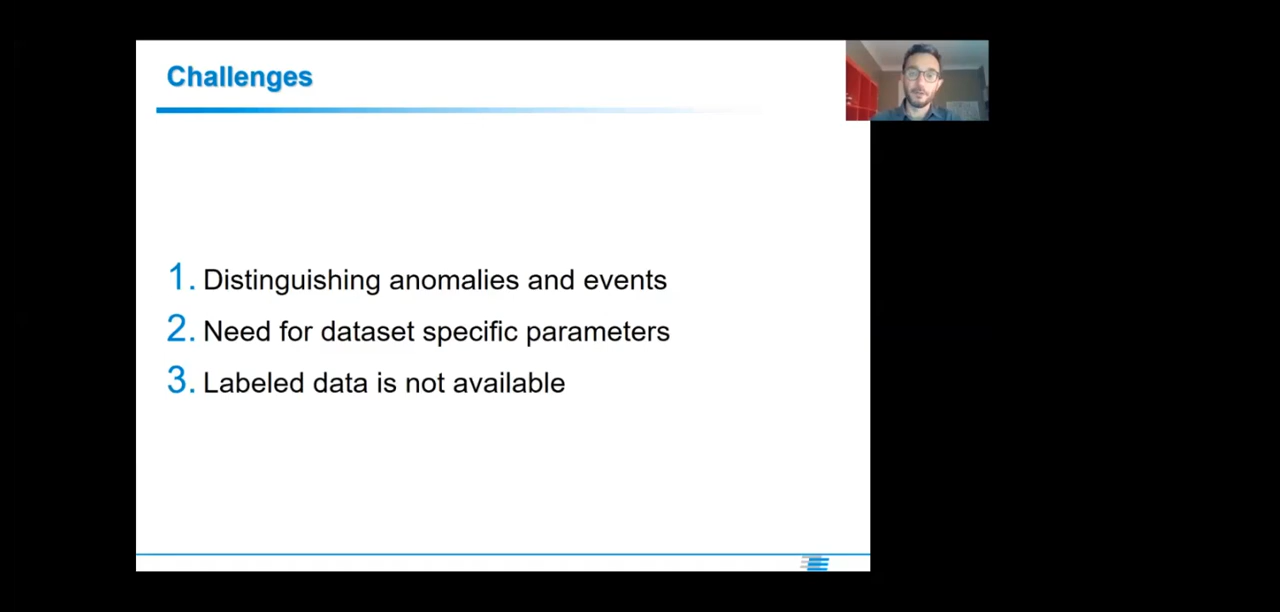 Challenges
1. Distinguishing anomalies and events
2. Need for dataset specific parameters
3. Labeled data is not available